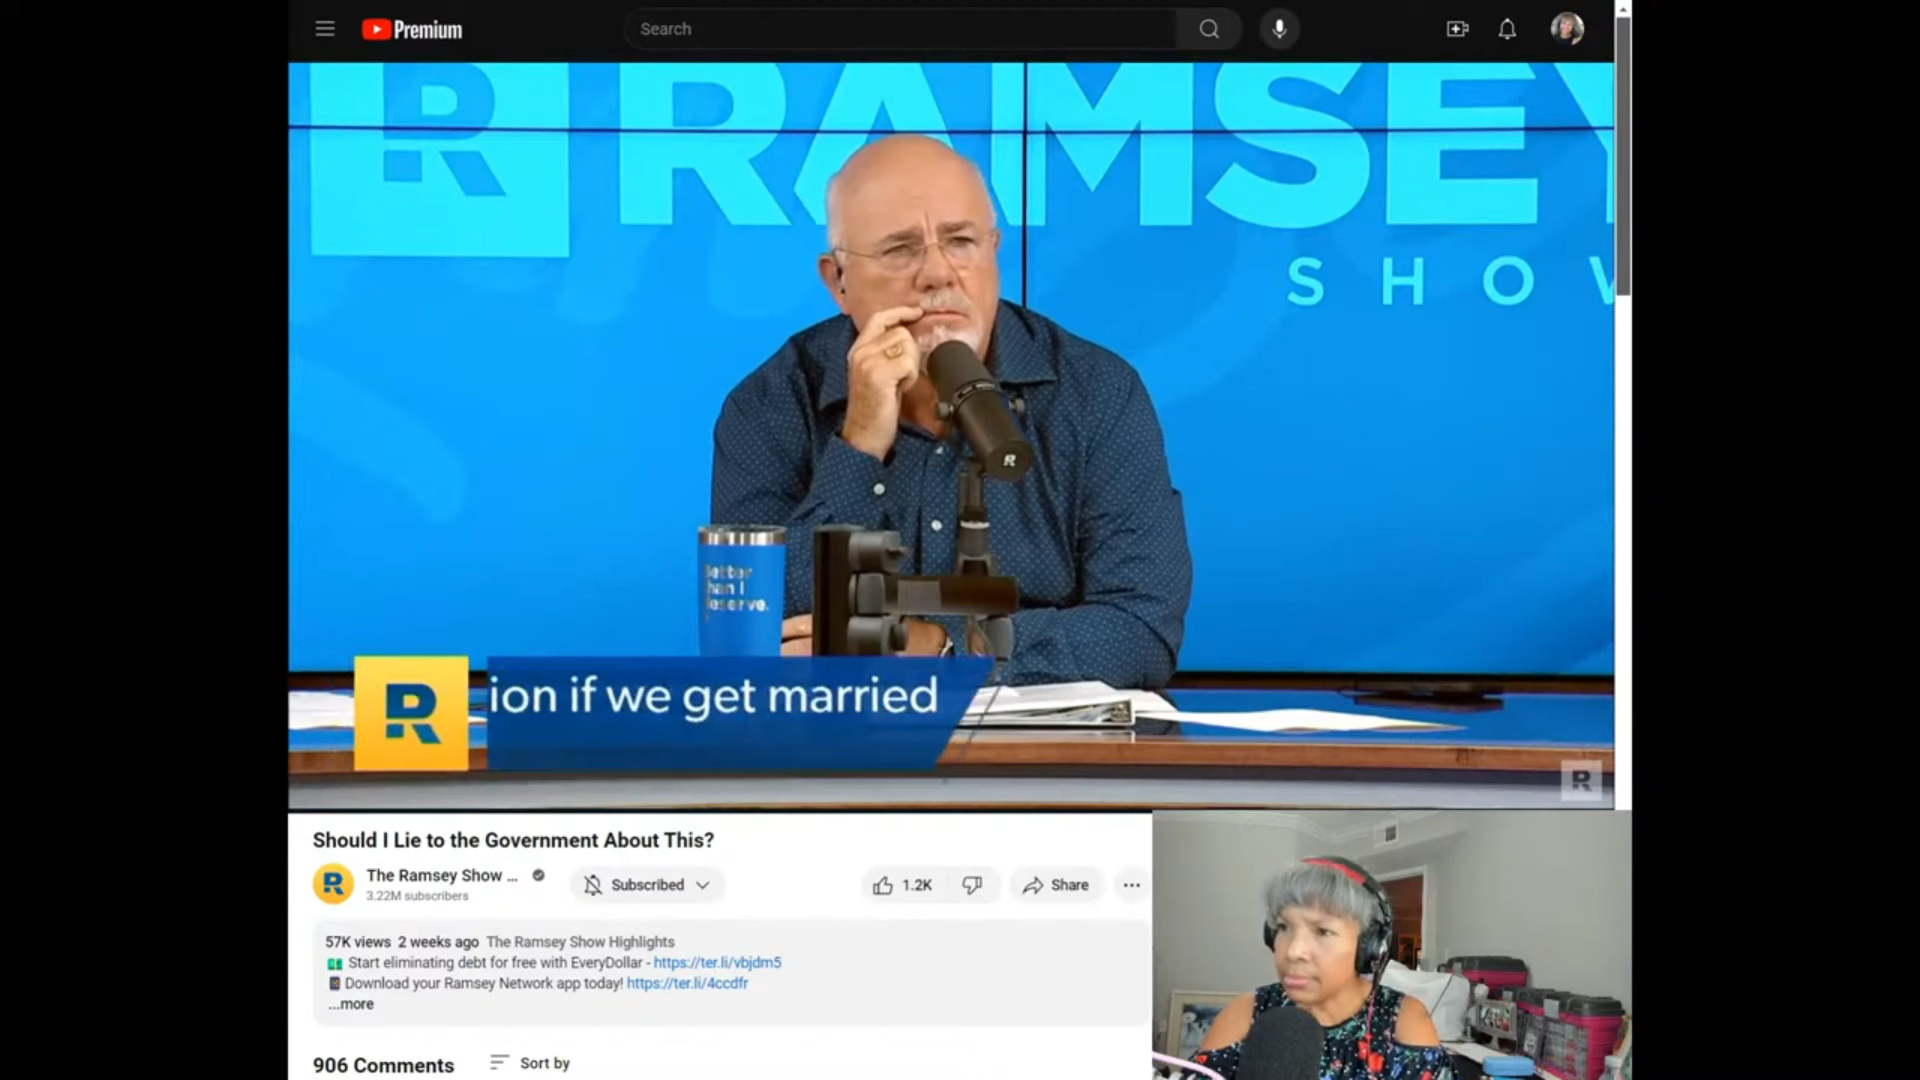 Premium
Search
R RAMSEY
SHOW
R
Better
than I
deserve.
R
ion if we get married
R
Should I Lie to the Government About This?
R
The Ramsey Show ...
3.22M subscribers
Subscribed
1.2K
Share
57K views 2 weeks ago The Ramsey Show Highlights
Start eliminating debt for free with EveryDollar - https://ter.li/vbjdm5
Download your Ramsey Network app today! https://ter.li/4ccdfr
...more
906 Comments
Sort by